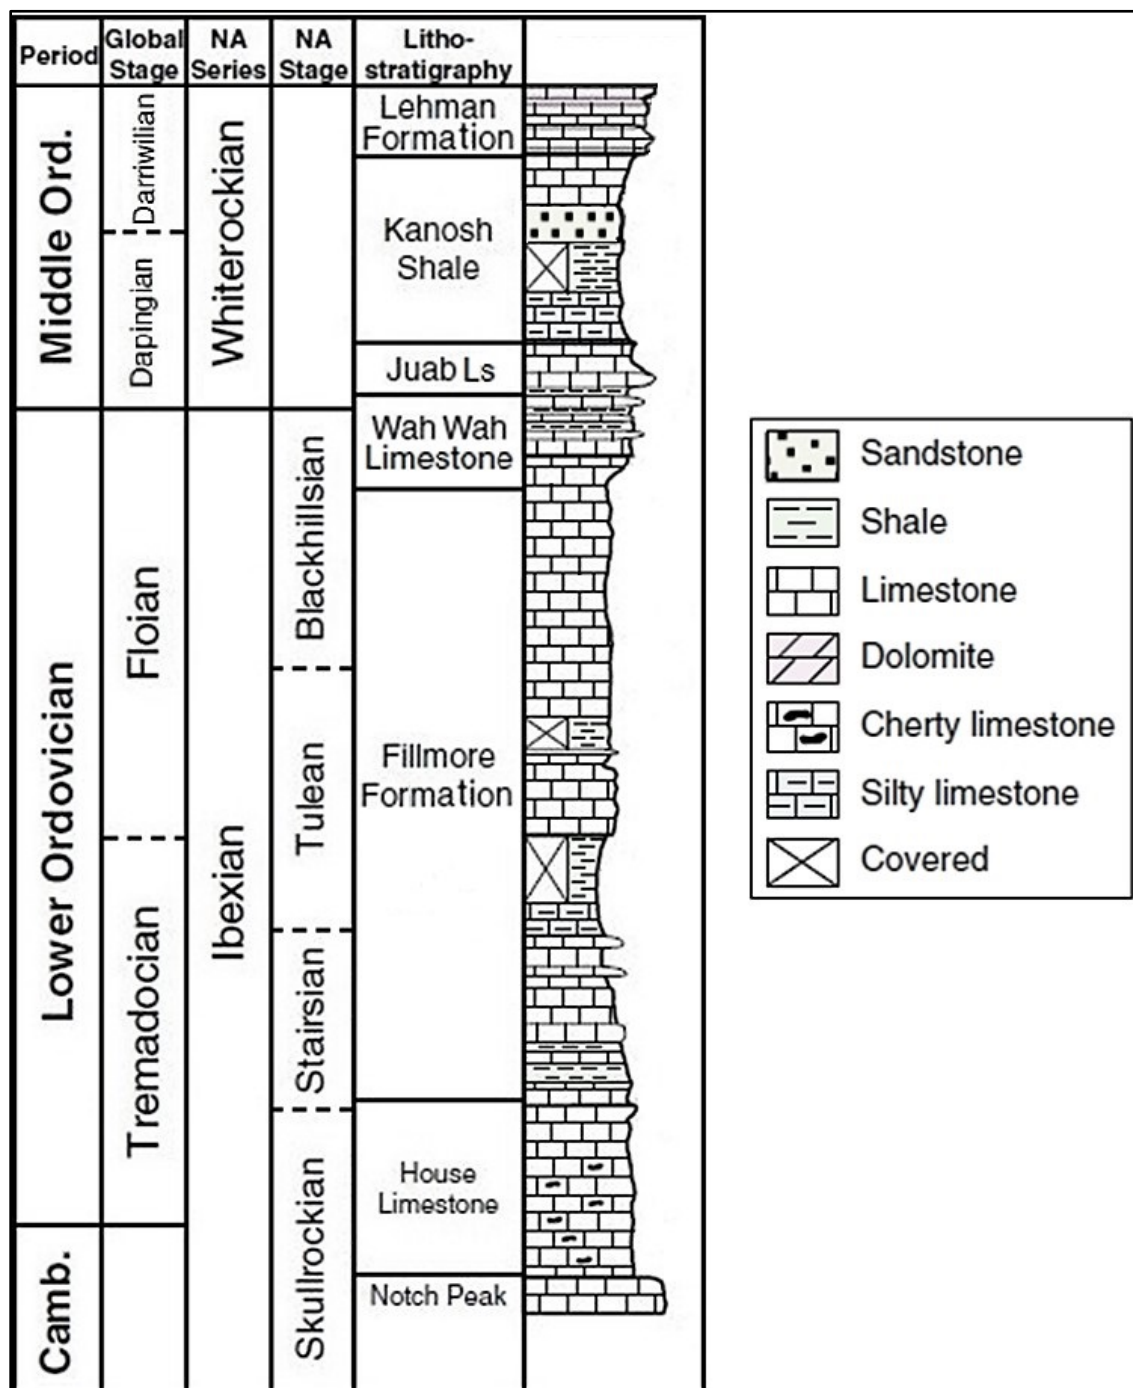 Period
Global
Stage
NA
Series
NA
Stage
Litho-
stratigraphy
Middle Ord.
Lower Ordovician
Camb.
Darriwilian
Dapingian
Floian
Tremadocian
Whiterockian
Ibexian
Blackhillsian
Tulean
Stairsian
Skullrockian
Lehman
Formation
Kanosh
Shale
Juab Ls
Wah Wah
Limestone
Fillmore
Formation
House
Limestone
Notch Peak
Sandstone
Shale
Limestone
Dolomite
Cherty limestone
Silty limestone
Covered